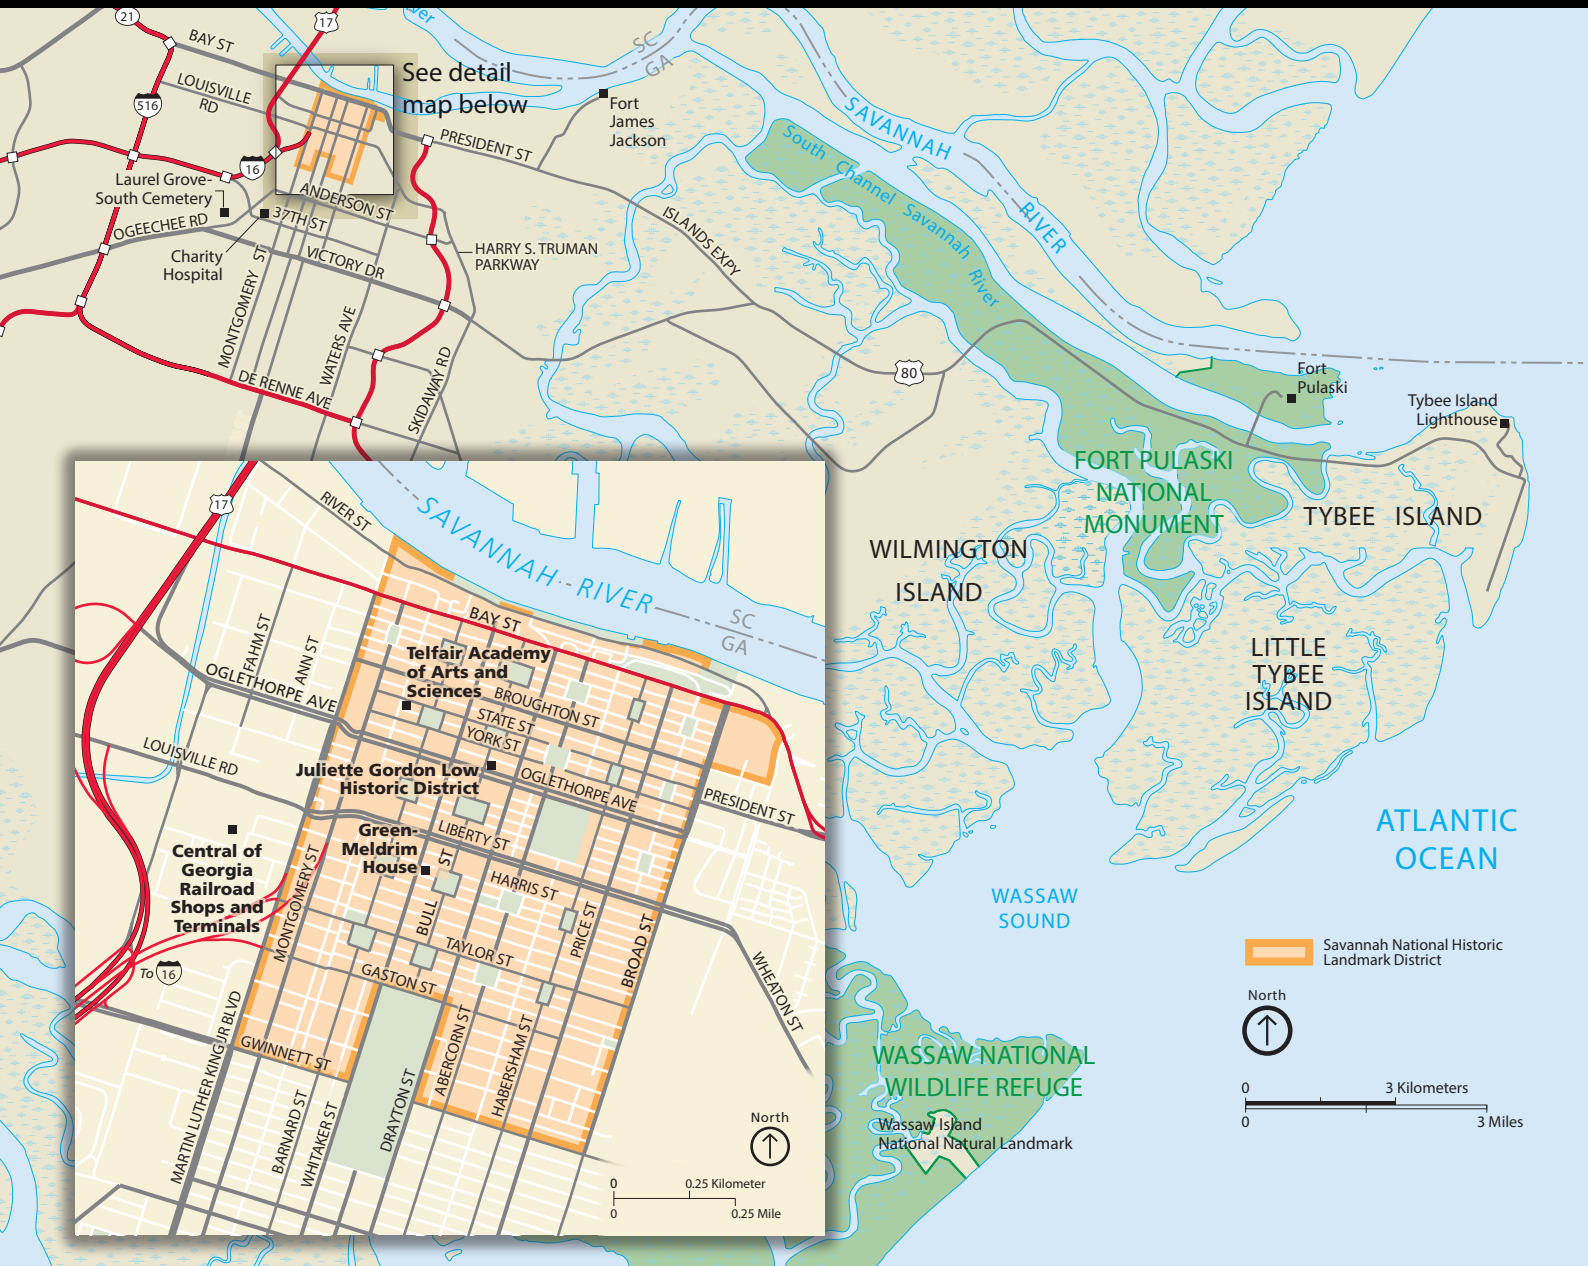 21
17
River
BAY ST
SC
GA
See detail
map below
LOUISVILLE
RD
516
Fort
James
Jackson
SAVANNAH
RIVER
South Channel Savannah River
PRESIDENT ST
16
Laurel Grove-
South Cemetery
ANDERSON ST
37TH ST
OGEECHEE RD
ISLANDS EXPY
Charity
Hospital
VICTORY DR
HARRY S. TRUMAN
PARKWAY
MONTGOMERY ST
WATERS AVE
SKIDAWAY RD
DE RENNE AVE
80
Fort
Pulaski
Tybee Island
Lighthouse
FORT PULASKI
NATIONAL
MONUMENT
TYBEE ISLAND
WILMINGTON
ISLAND
LITTLE
TYBEE
ISLAND
ATLANTIC
OCEAN
WASSAW
SOUND
Savannah National Historic
Landmark District
North
0 3 Kilometers
0 3 Miles
WASSAW NATIONAL
WILDLIFE REFUGE
Wassaw Island
National Natural Landmark
17
RIVER ST
SAVANNAH RIVER
SC
GA
BAY ST
FAHM ST
ANN ST
Telfair Academy
of Arts and
Sciences
OGLETHORPE AVE
BROUGHTON ST
STATE ST
YORK ST
LOUISVILLE RD
Juliette Gordon Low
Historic District
OGLETHORPE AVE
PRESIDENT ST
Green-
Meldrim
House
LIBERTY ST
Central of
Georgia
Railroad
Shops and
Terminals
HARRIS ST
MONTGOMERY ST
BULL ST
PRICE ST
BROAD ST
TAYLOR ST
GASTON ST
WHEATON ST
To 16
MARTIN LUTHER KING JR BLVD
GWINNETT ST
ABERCORN ST
HABERSHAM ST
BARNARD ST
WHITAKER ST
DRAYTON ST
North
0 0.25 Kilometer
0 0.25 Mile